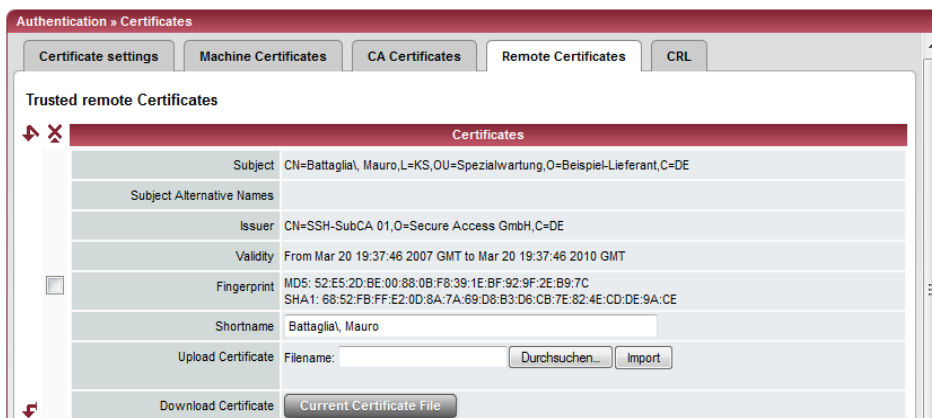 Authentication » Certificates
Certificate settings Machine Certificates CA Certificates Remote Certificates CRL
Trusted remote Certificates
Certificates
Subject CN=Battaglia\, Mauro,L=KS,OU=Spezialwartung,O=Beispiel-Lieferant,C=DE
Subject Alternative Names
Issuer CN=SSH-SubCA 01,O=Secure Access GmbH,C=DE
Validity From Mar 20 19:37:46 2007 GMT to Mar 20 19:37:46 2010 GMT
Fingerprint MD5: 52:E5:2D:BE:00:88:0B:F8:39:1E:BF:92:9F:2E:B9:7C
SHA1: 68:52:FB:FF:E2:0D:8A:7A:69:D8:B3:D6:CB:7E:82:4E:CD:DE:9A:CE
Shortname Battaglia\, Mauro
Upload Certificate Filename: Durchsuchen... Import
Download Certificate Current Certificate File